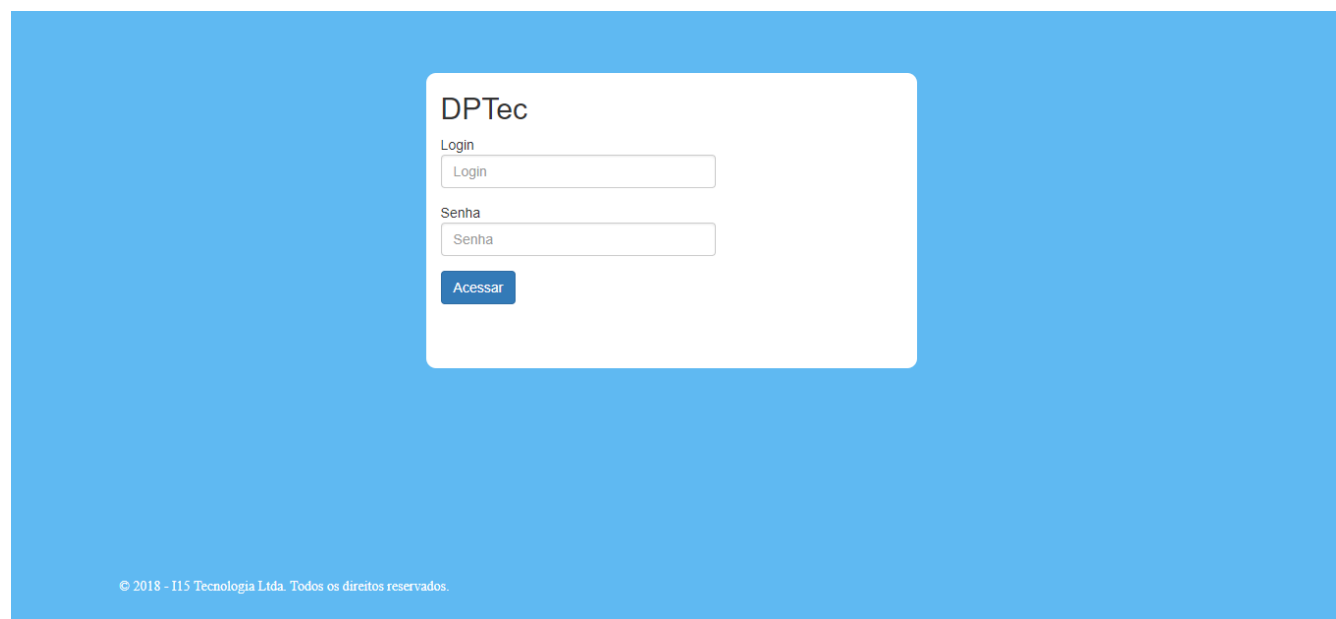 DPTec
Login
Login
Senha
Senha
Acessar
© 2018 - I15 Tecnologia Ltda. Todos os direitos reservados.